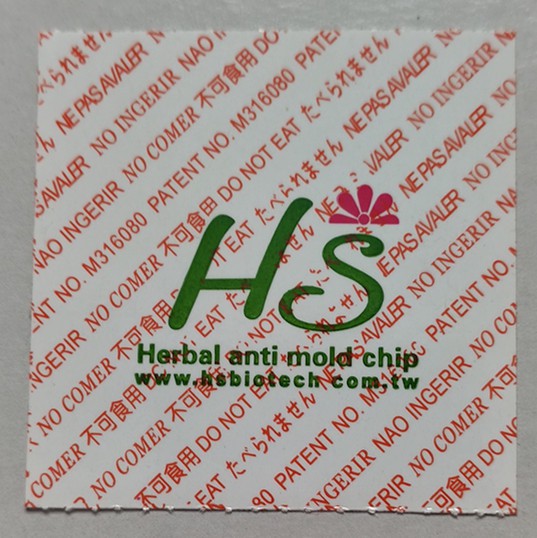 NE PAS AVALER NO INGERIR NO COMER 不可食用 DO NOT EAT たべられません
NAO INGERIR PATENT NO. M316080
HS
Herbal anti mold chip
www.hsbiotech.com.tw